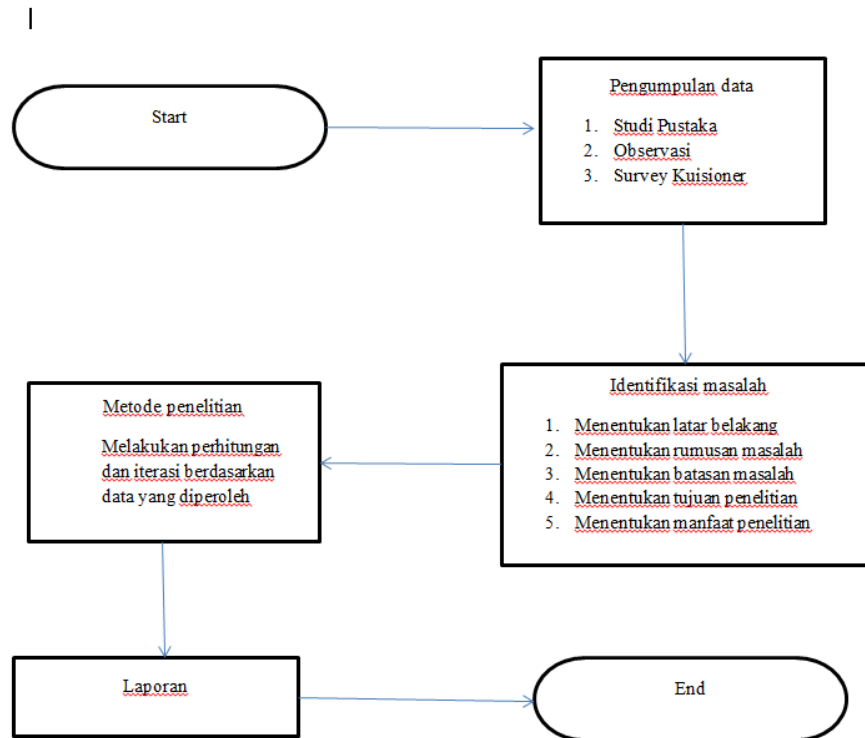 Start
Pengumpulan data
1. Studi Pustaka
2. Observasi
3. Survey Kuisioner
Identifikasi masalah
1. Menentukan latar belakang
2. Menentukan rumusan masalah
3. Menentukan batasan masalah
4. Menentukan tujuan penelitian
5. Menentukan manfaat penelitian
Metode penelitian
Melakukan perhitungan
dan iterasi berdasarkan
data yang diperoleh
Laporan
End